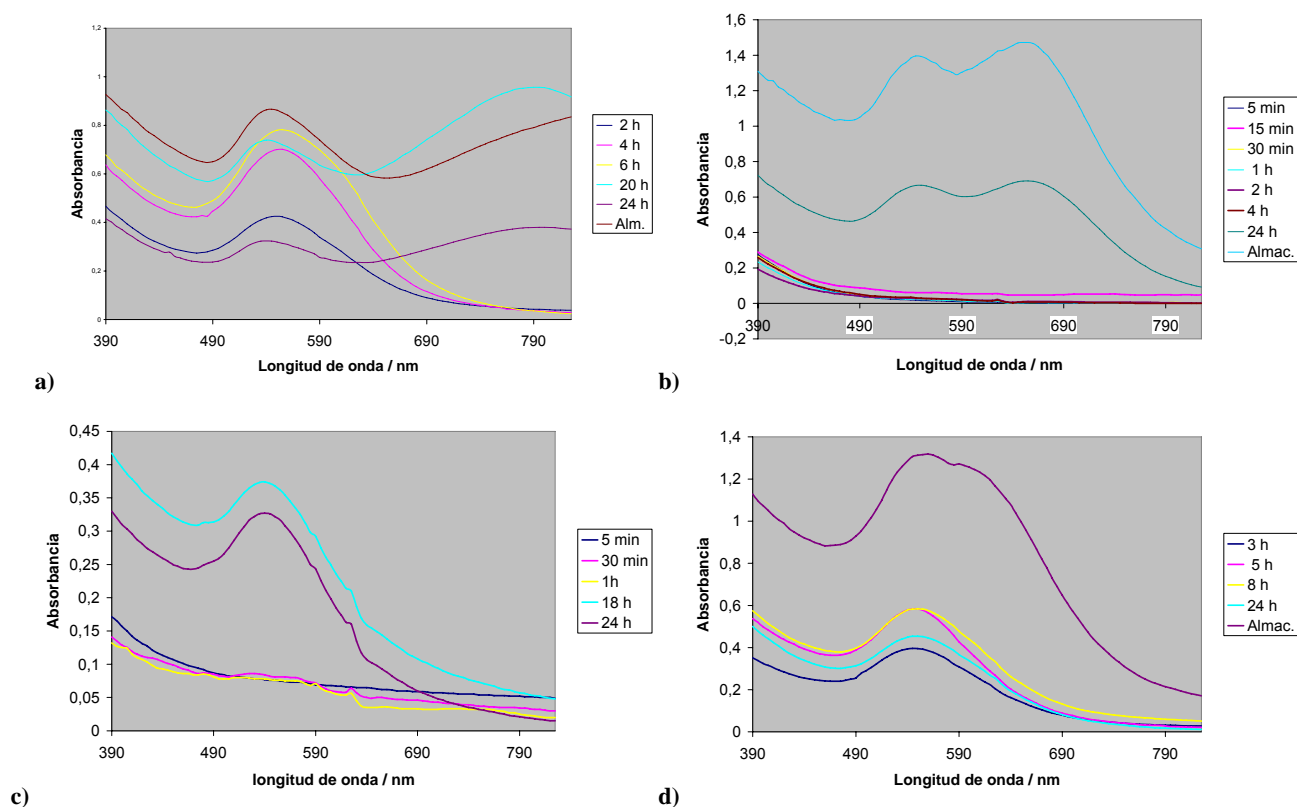 1,2
1
0,8
0,6
0,4
0,2
0
Absorbancia
390 490 590 690 790
Longitud de onda / nm
2 h
4 h
6 h
20 h
24 h
Alm.
a)
1,6
1,4
1,2
1
0,8
0,6
0,4
0,2
0
-0,2
Absorbancia
390 490 590 690 790
Longitud de onda / nm
5 min
15 min
30 min
1 h
2 h
4 h
24 h
Almac.
b)
0,45
0,4
0,35
0,3
0,25
0,2
0,15
0,1
0,05
0
Absorbancia
390 490 590 690 790
longitud de onda / nm
5 min
30 min
1h
18 h
24 h
c)
1,4
1,2
1
0,8
0,6
0,4
0,2
0
Absorbancia
390 490 590 690 790
Longitud de onda / nm
3 h
5 h
8 h
24 h
Almac.
d)